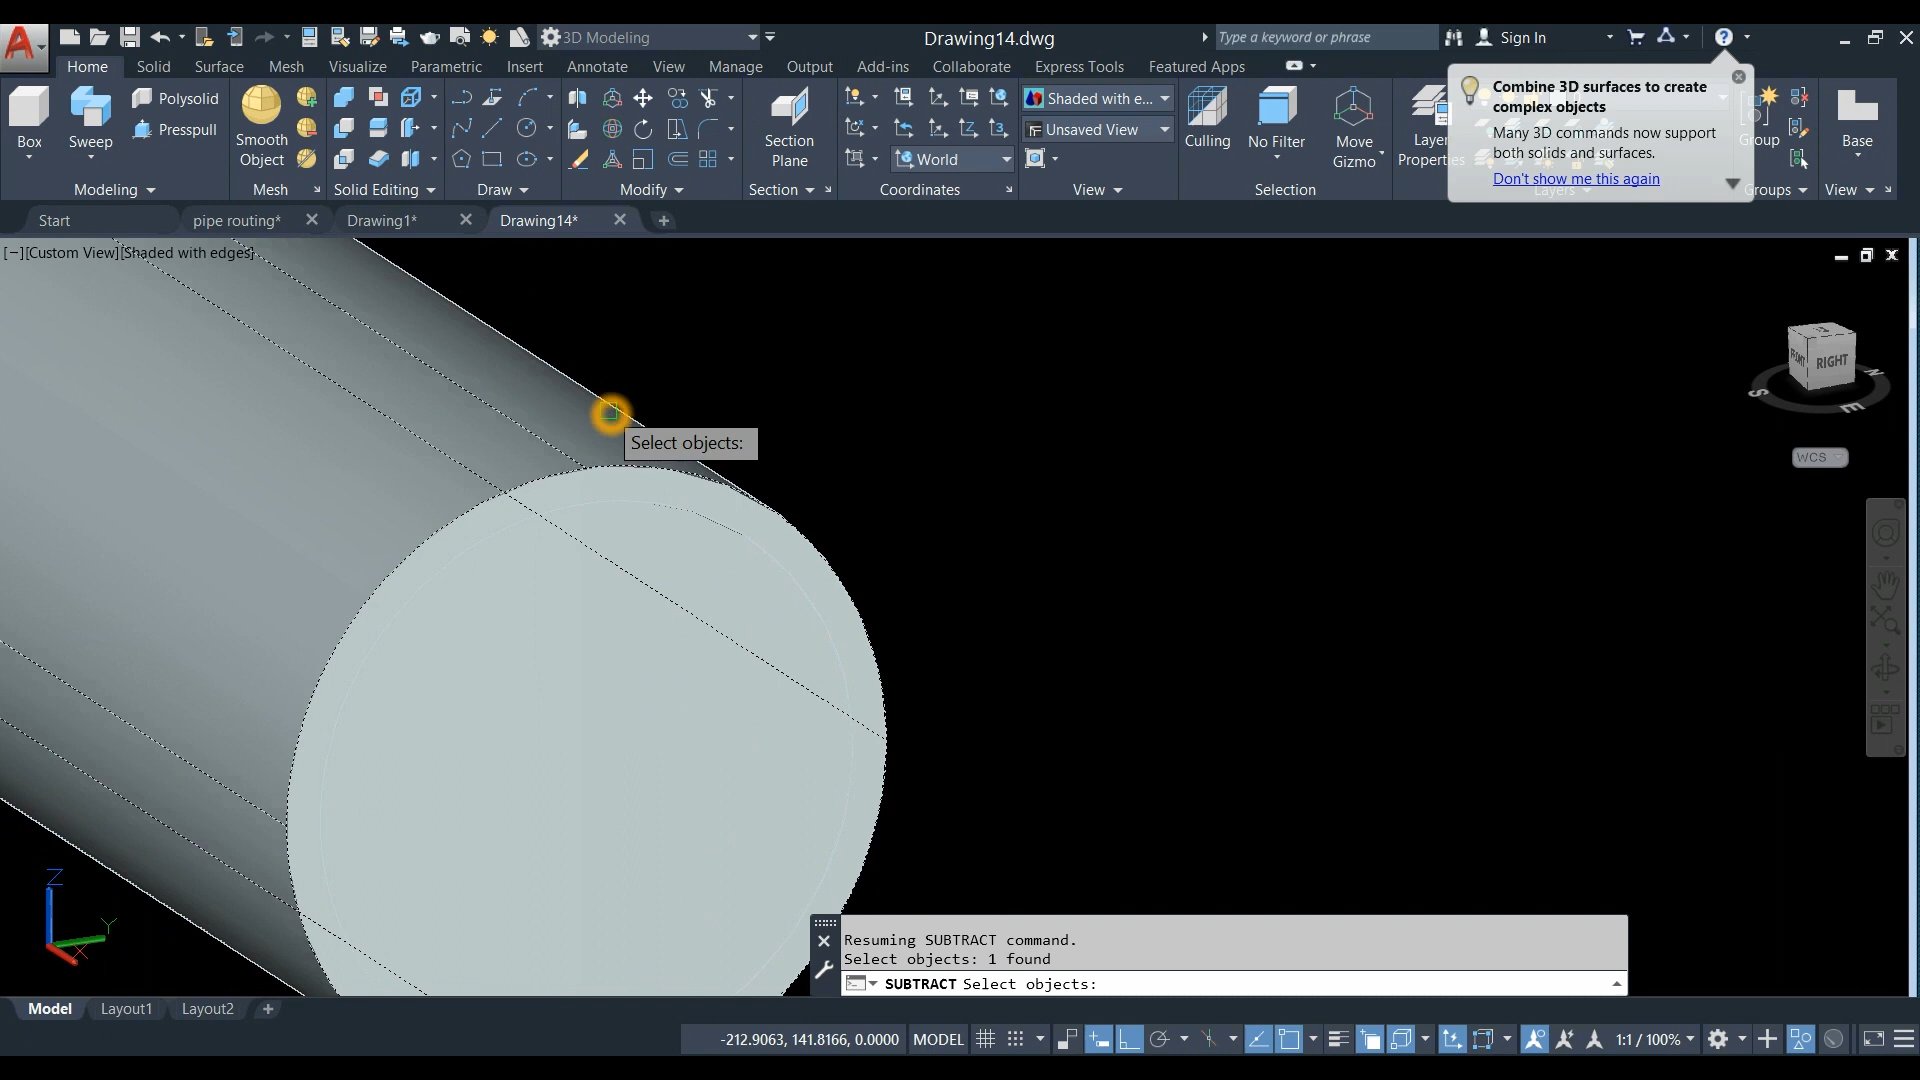 3D Modeling
Drawing14.dwg
Type a keyword or phrase
Sign In
Home
Solid
Surface
Mesh
Visualize
Parametric
Insert
Annotate
View
Manage
Output
Add-ins
Collaborate
Express Tools
Featured Apps
Box
Sweep
Polysolid
Presspull
Smooth
Object
Section
Plane
World
Shaded with e...
Unsaved View
Culling
No Filter
Move
Gizmo
Layer
Properties
Group
Base
Combine 3D surfaces to create
complex objects
Many 3D commands now support
both solids and surfaces.
Don't show me this again
Modeling
Mesh
Solid Editing
Draw
Modify
Section
Coordinates
View
Selection
Layers
Groups
View
Start
pipe routing*
Drawing1*
Drawing14*
[−][Custom View][Shaded with edges]
FRONT
RIGHT
S
E
N
WCS
Select objects:
Z
Y
X
Resuming SUBTRACT command.
Select objects: 1 found
SUBTRACT Select objects:
Model
Layout1
Layout2
-212.9063, 141.8166, 0.0000
MODEL
1:1 / 100%